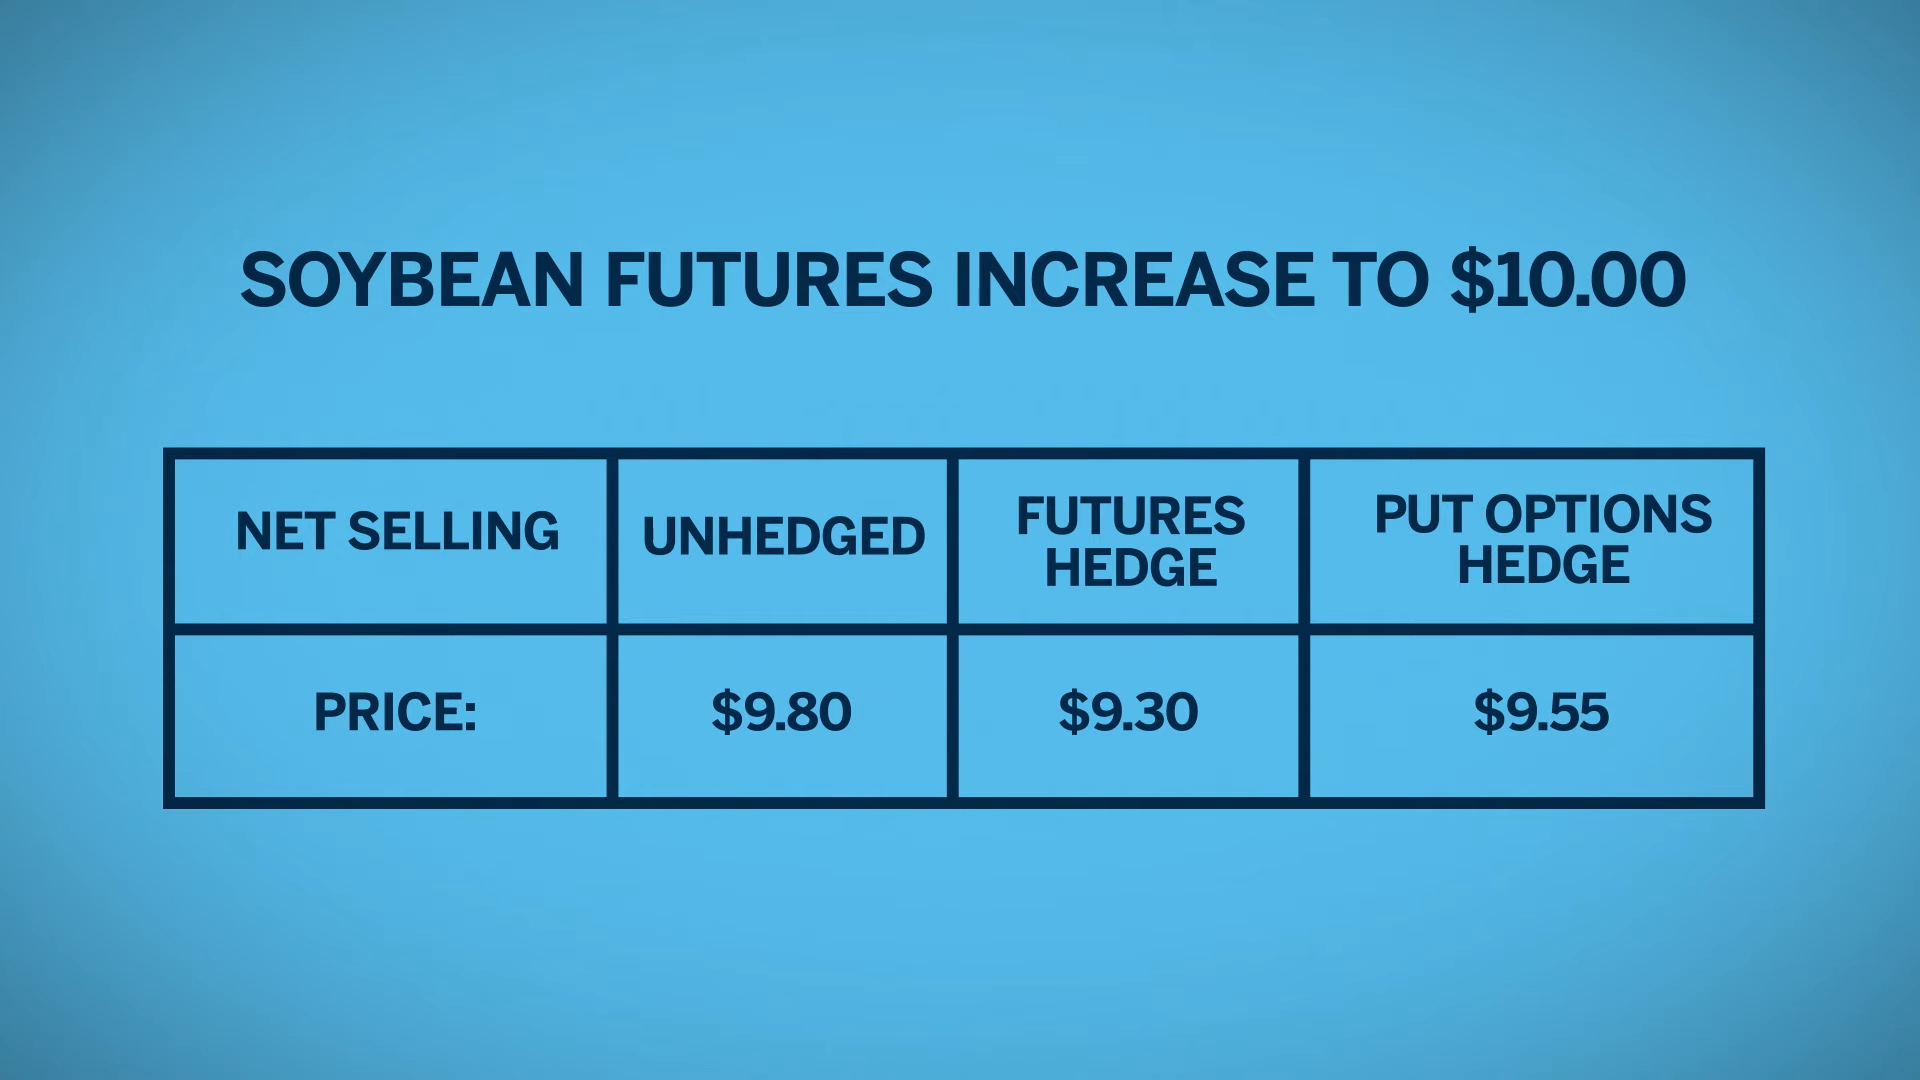 SOYBEAN FUTURES INCREASE TO $10.00
NET SELLING
UNHEDGED
FUTURES
HEDGE
PUT OPTIONS
HEDGE
PRICE:
$9.80
$9.30
$9.55